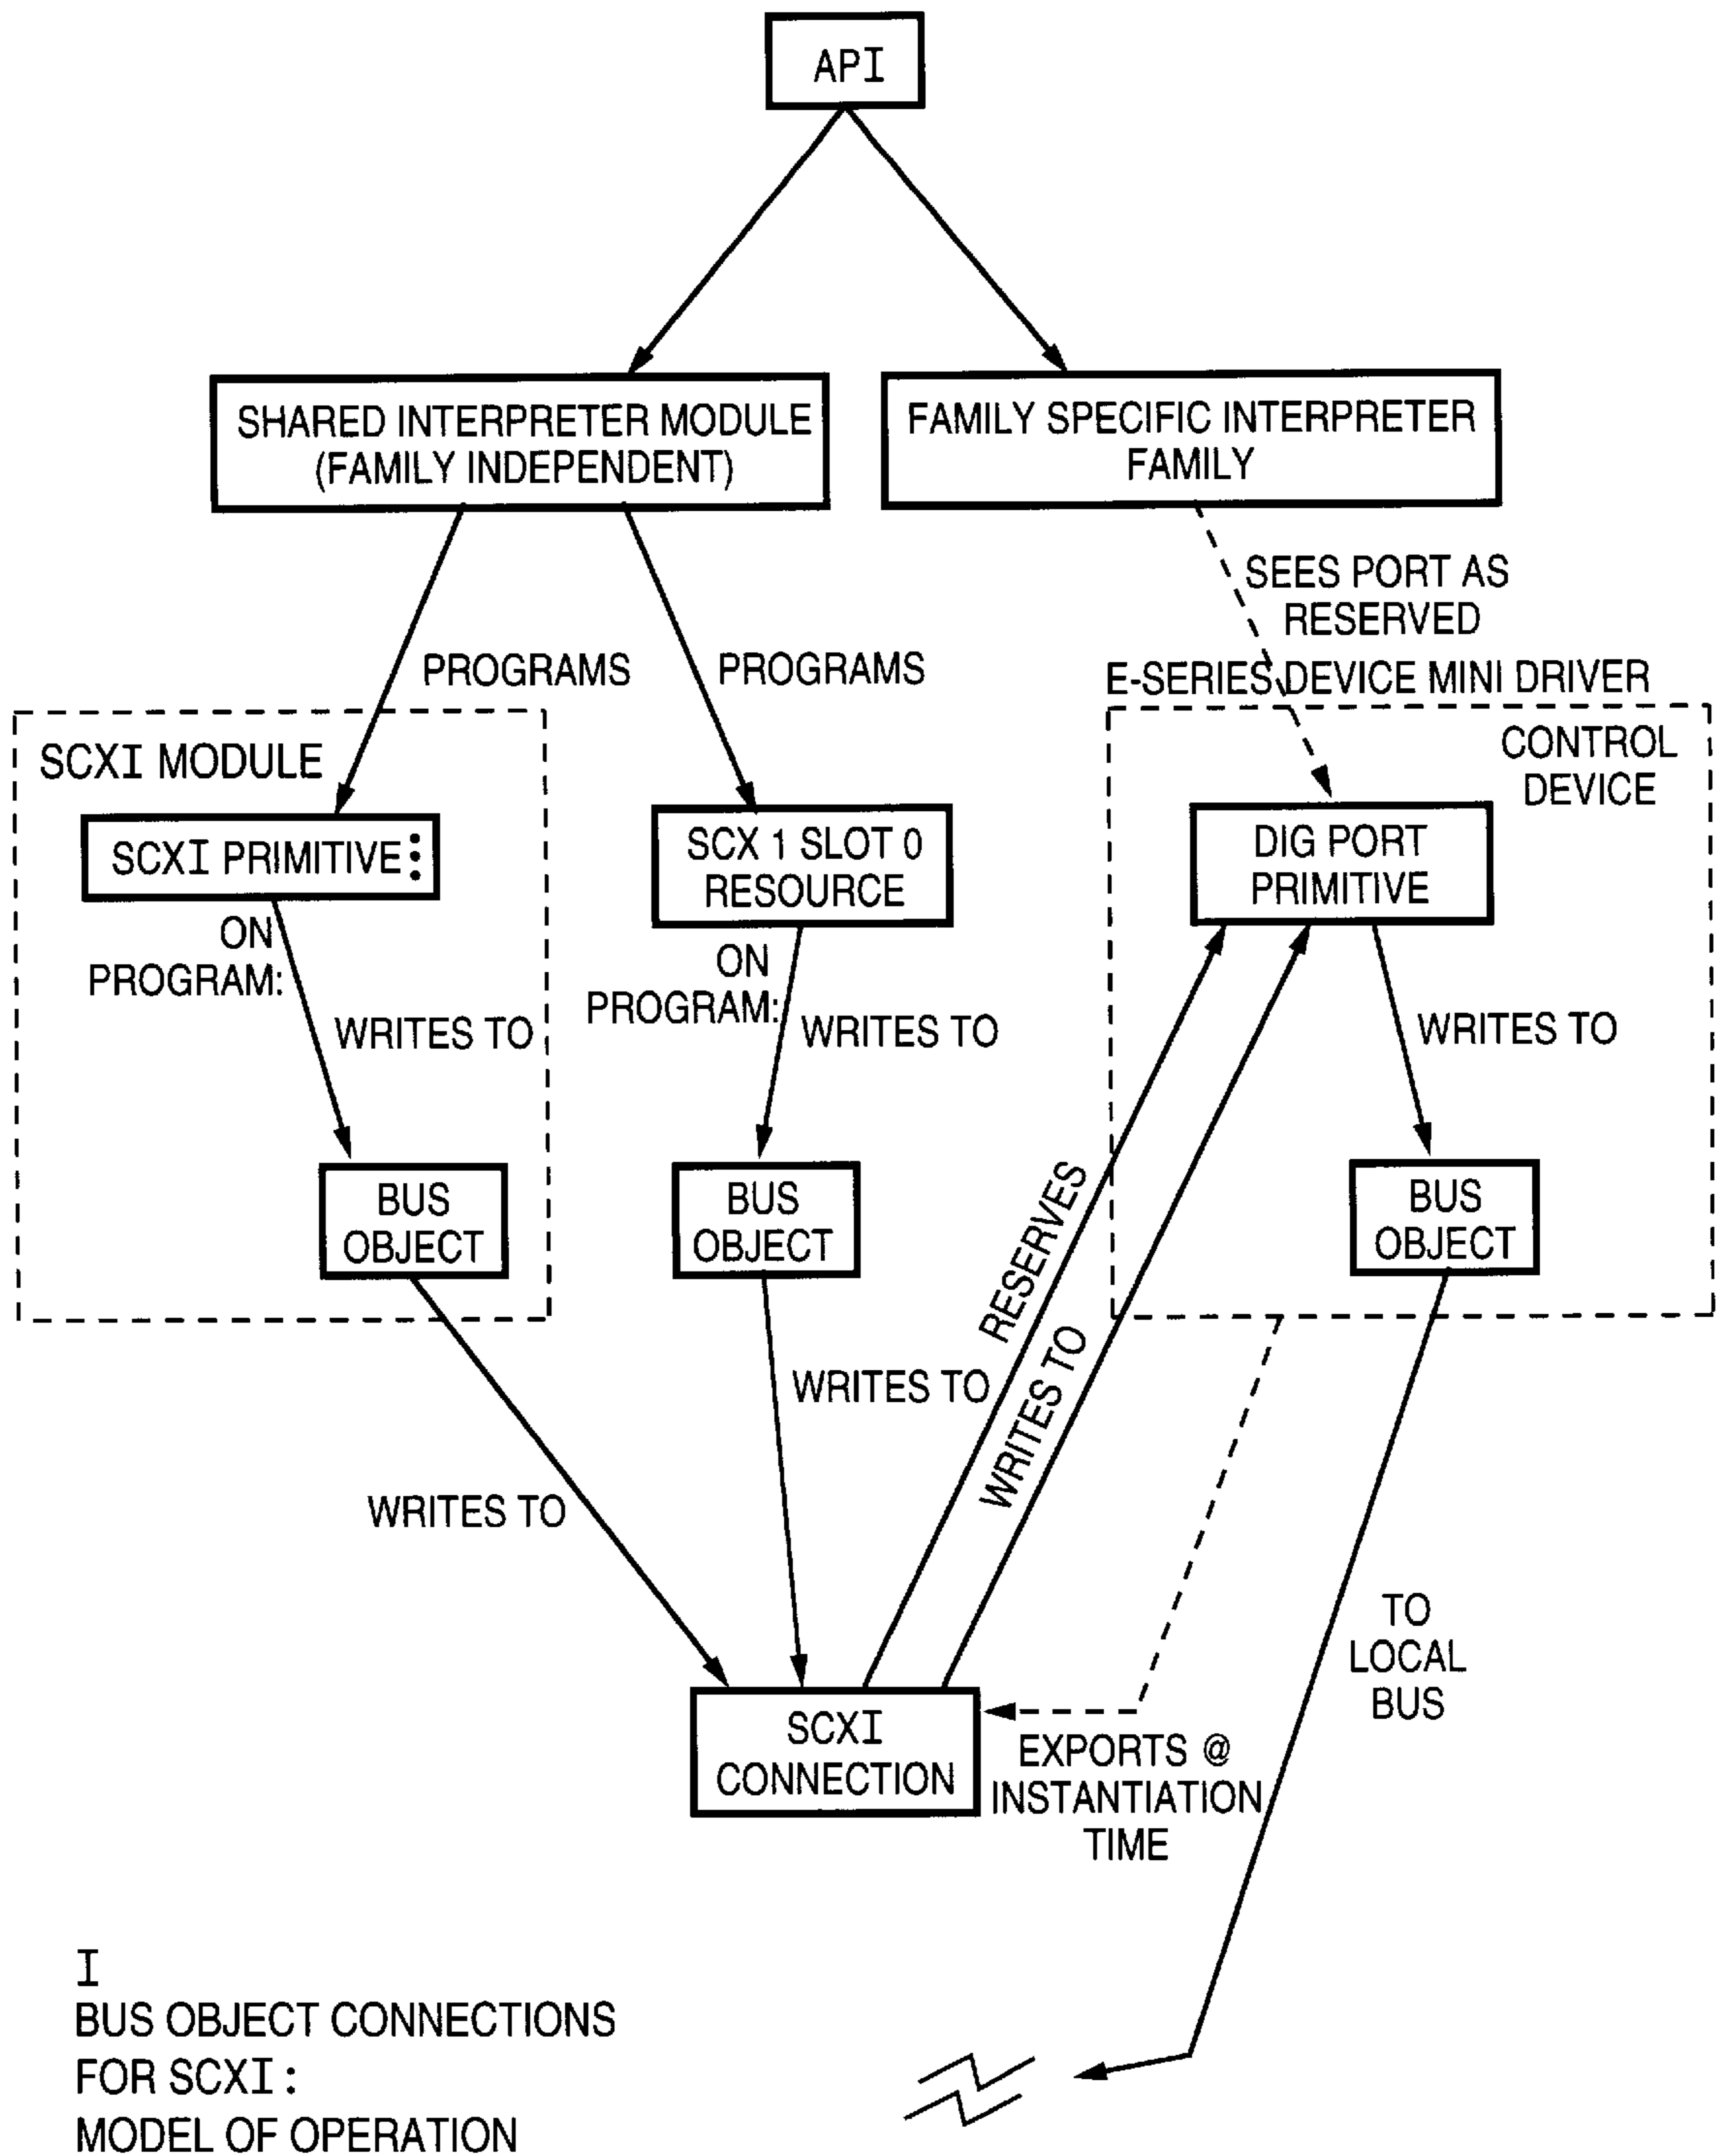 API
SHARED INTERPRETER MODULE
(FAMILY INDEPENDENT)
FAMILY SPECIFIC INTERPRETER
FAMILY
SEES PORT AS
RESERVED
PROGRAMS
PROGRAMS
E-SERIES DEVICE MINI DRIVER
SCXI MODULE
CONTROL
DEVICE
SCXI PRIMITIVE
SCX 1 SLOT 0
RESOURCE
DIG PORT
PRIMITIVE
ON
PROGRAM:
WRITES TO
ON
PROGRAM:
WRITES TO
WRITES TO
BUS
OBJECT
BUS
OBJECT
BUS
OBJECT
RESERVES
WRITES TO
WRITES TO
WRITES TO
TO
LOCAL
BUS
SCXI
CONNECTION
EXPORTS @
INSTANTIATION
TIME
I
BUS OBJECT CONNECTIONS
FOR SCXI:
MODEL OF OPERATION